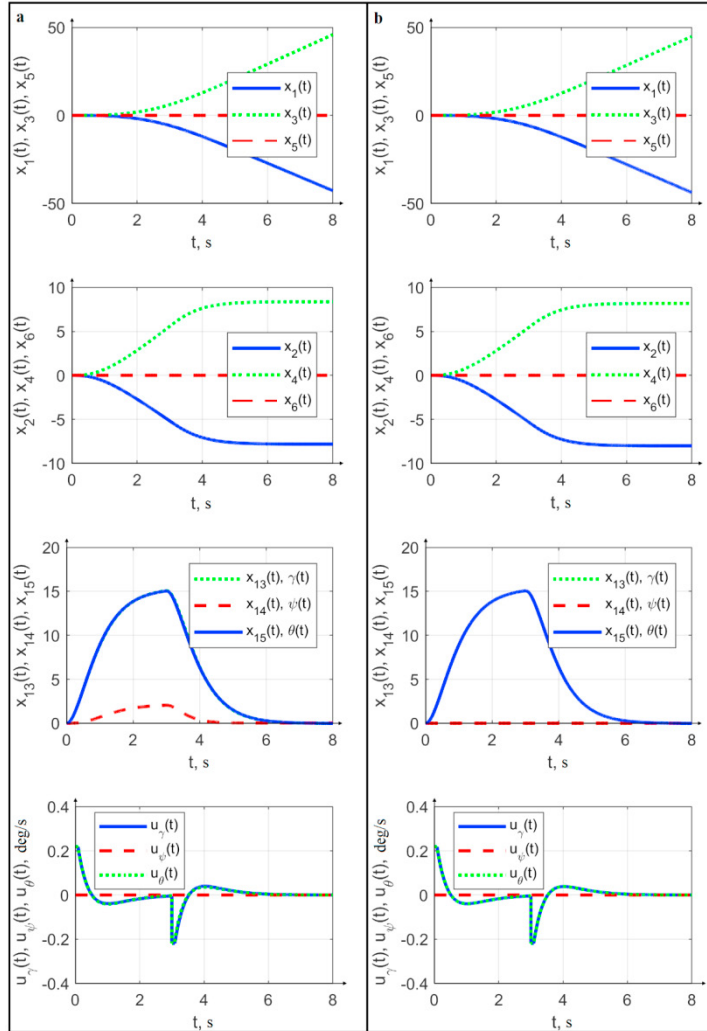 a
x1(t), x3(t), x5(t)
50
0
-50
x1(t)
x3(t)
x5(t)
0 2 4 6 8
t, s
x2(t), x4(t), x6(t)
10
5
0
-5
-10
x2(t)
x4(t)
x6(t)
0 2 4 6 8
t, s
x13(t), x14(t), x15(t)
20
15
10
5
0
x13(t), γ(t)
x14(t), ψ(t)
x15(t), θ(t)
0 2 4 6 8
t, s
uγ(t), uψ(t), uθ(t), deg/s
0.4
0.2
0
-0.2
-0.4
uγ(t)
uψ(t)
uθ(t)
0 2 4 6 8
t, s
b
x1(t), x3(t), x5(t)
50
0
-50
x1(t)
x3(t)
x5(t)
0 2 4 6 8
t, s
x2(t), x4(t), x6(t)
10
5
0
-5
-10
x2(t)
x4(t)
x6(t)
0 2 4 6 8
t, s
x13(t), x14(t), x15(t)
20
15
10
5
0
x13(t), γ(t)
x14(t), ψ(t)
x15(t), θ(t)
0 2 4 6 8
t, s
uγ(t), uψ(t), uθ(t), deg/s
0.4
0.2
0
-0.2
-0.4
uγ(t)
uψ(t)
uθ(t)
0 2 4 6 8
t, s